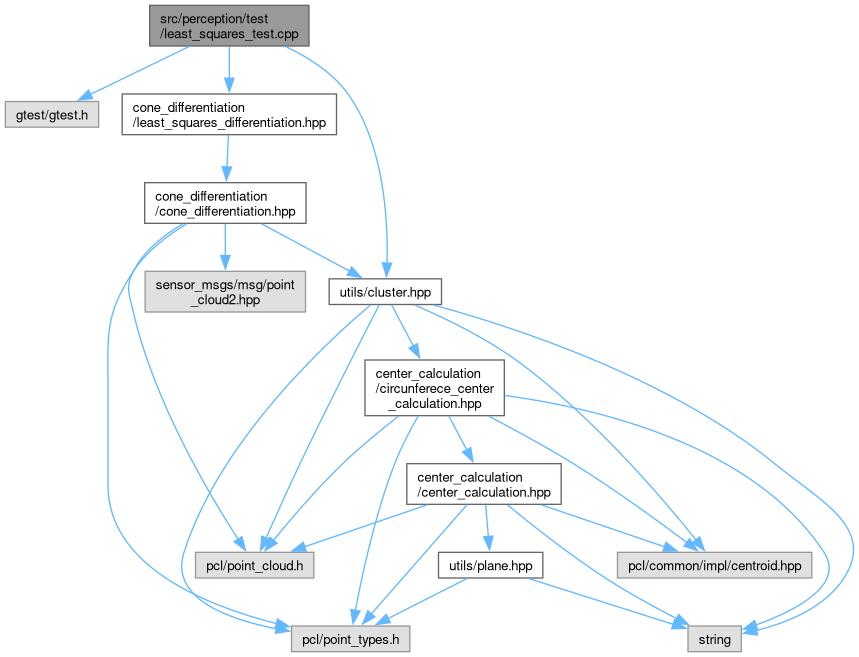 src/perception/test
/least_squares_test.cpp
gtest/gtest.h
cone_differentiation
/least_squares_differentiation.hpp
cone_differentiation
/cone_differentiation.hpp
sensor_msgs/msg/point
_cloud2.hpp
utils/cluster.hpp
center_calculation
/circunferece_center
_calculation.hpp
center_calculation
/center_calculation.hpp
pcl/point_cloud.h
utils/plane.hpp
pcl/common/impl/centroid.hpp
pcl/point_types.h
string